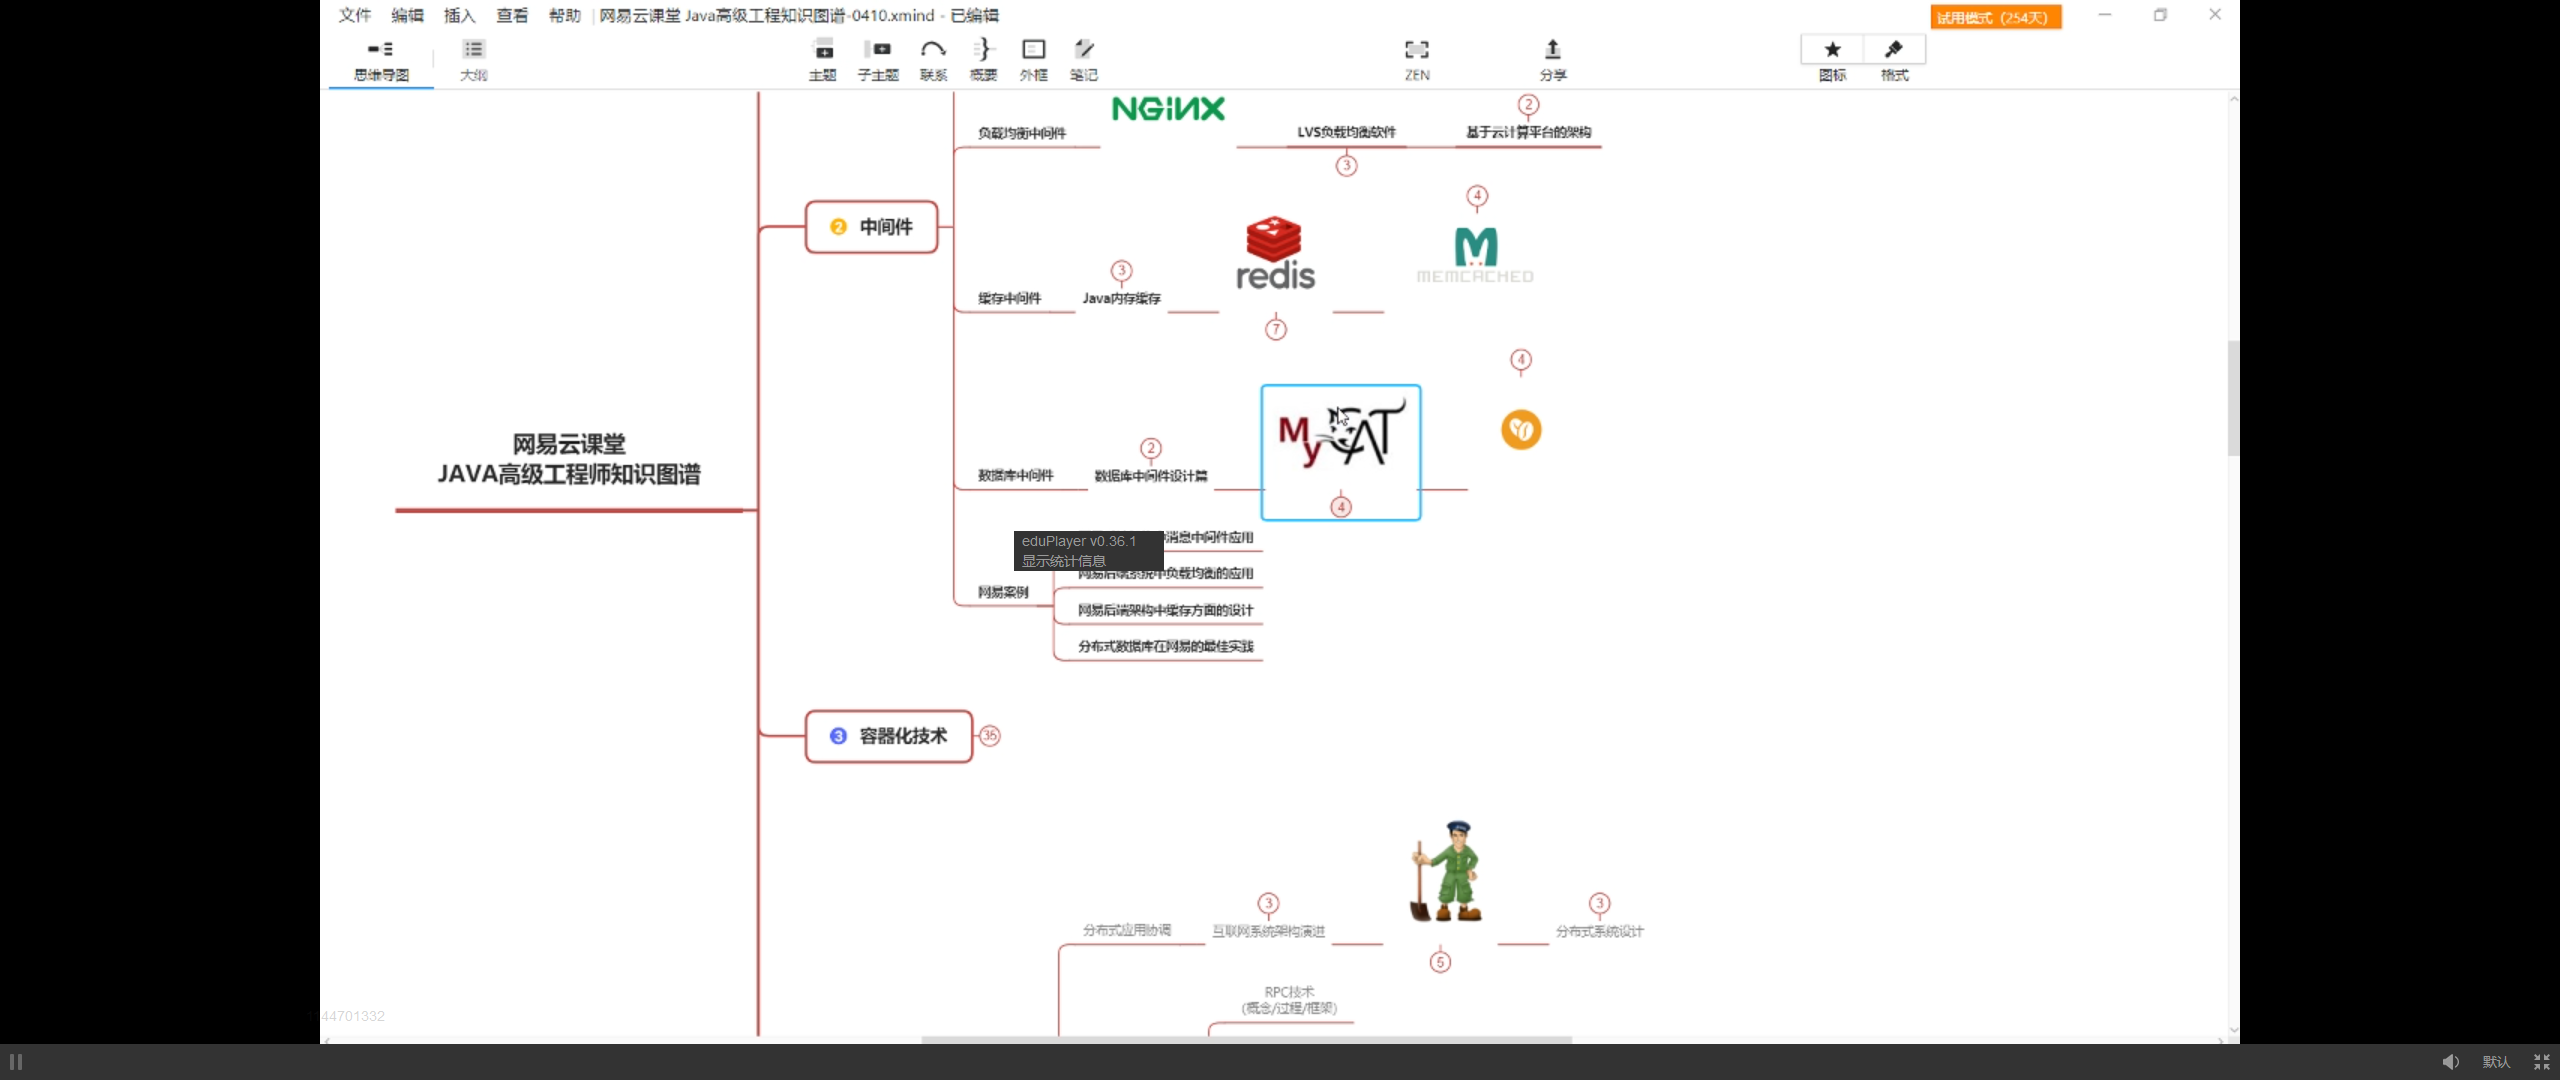 文件 编辑 插入 查看 帮助 网易云课堂 Java高级工程知识图谱-0410.xmind - 已编辑 试用模式（254天）
思维导图 大纲 主题 子主题 联系 概要 外框 笔记 ZEN 分享 图标 格式
NGINX
2
负载均衡中间件 LVS负载均衡软件 基于云计算平台的架构
3
4
2 中间件
redis
MEMCACHED
3
缓存中间件 Java内存缓存
7
4
MyCAT
网易云课堂
JAVA高级工程师知识图谱
2
数据库中间件 数据库中间件设计篇
4
eduPlayer v0.36.1
显示统计信息
消息中间件应用
网易后端系统中负载均衡的应用
网易案例
网易后端架构中缓存方面的设计
分布式数据库在网易的最佳实践
3 容器化技术 35
3
3
分布式应用协调 互联网系统架构演进 分布式系统设计
5
RPC技术
(概念/过程/框架)
44701332
默认